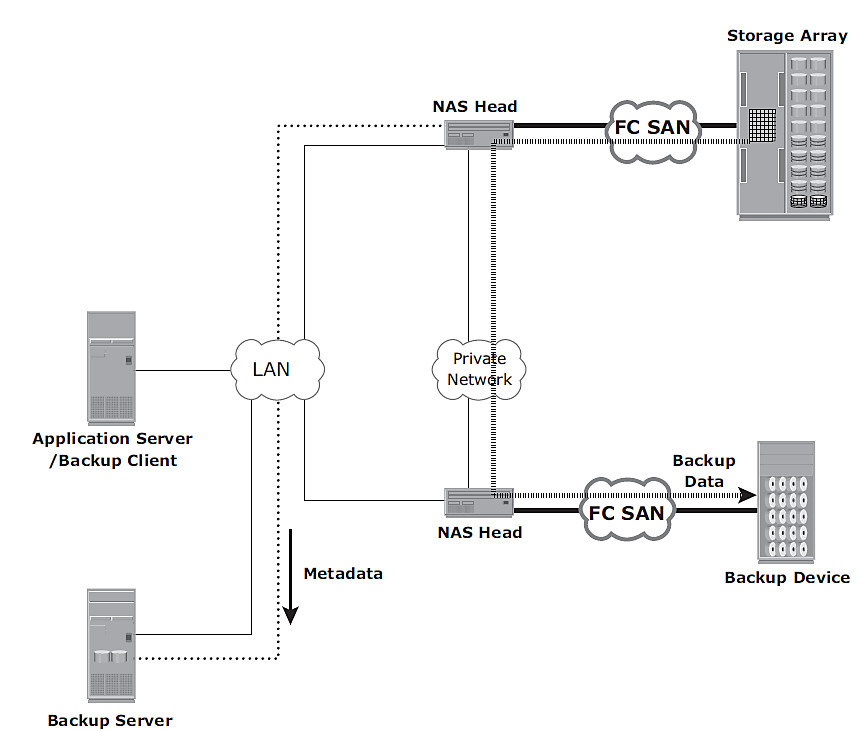 Storage Array
NAS Head
FC SAN
LAN
Private
Network
Application Server
/Backup Client
Backup
Data
FC SAN
NAS Head
Backup Device
Metadata
Backup Server